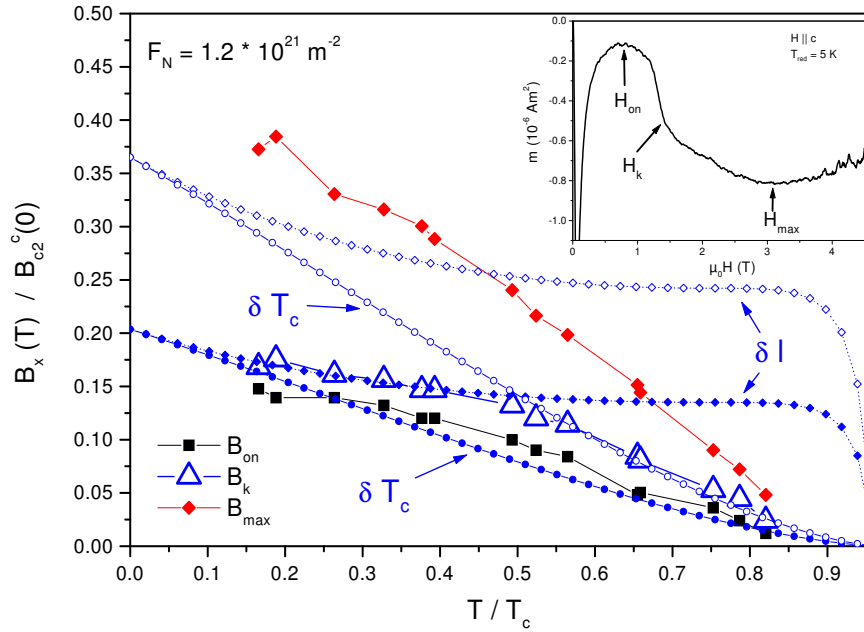 F_N = 1.2 * 10^21 m^-2
B_x (T) / B_c2^c(0)
0.50
0.45
0.40
0.35
0.30
0.25
0.20
0.15
0.10
0.05
0.00
δ T_c
δ l
δ T_c
B_on
B_k
B_max
0.0 0.1 0.2 0.3 0.4 0.5 0.6 0.7 0.8 0.9
T / T_c
m (10^-6 Am^2)
0.0
-0.2
-0.4
-0.6
-0.8
-1.0
H || c
T_red = 5 K
H_on
H_k
H_max
0 2 4
μ_0H (T)